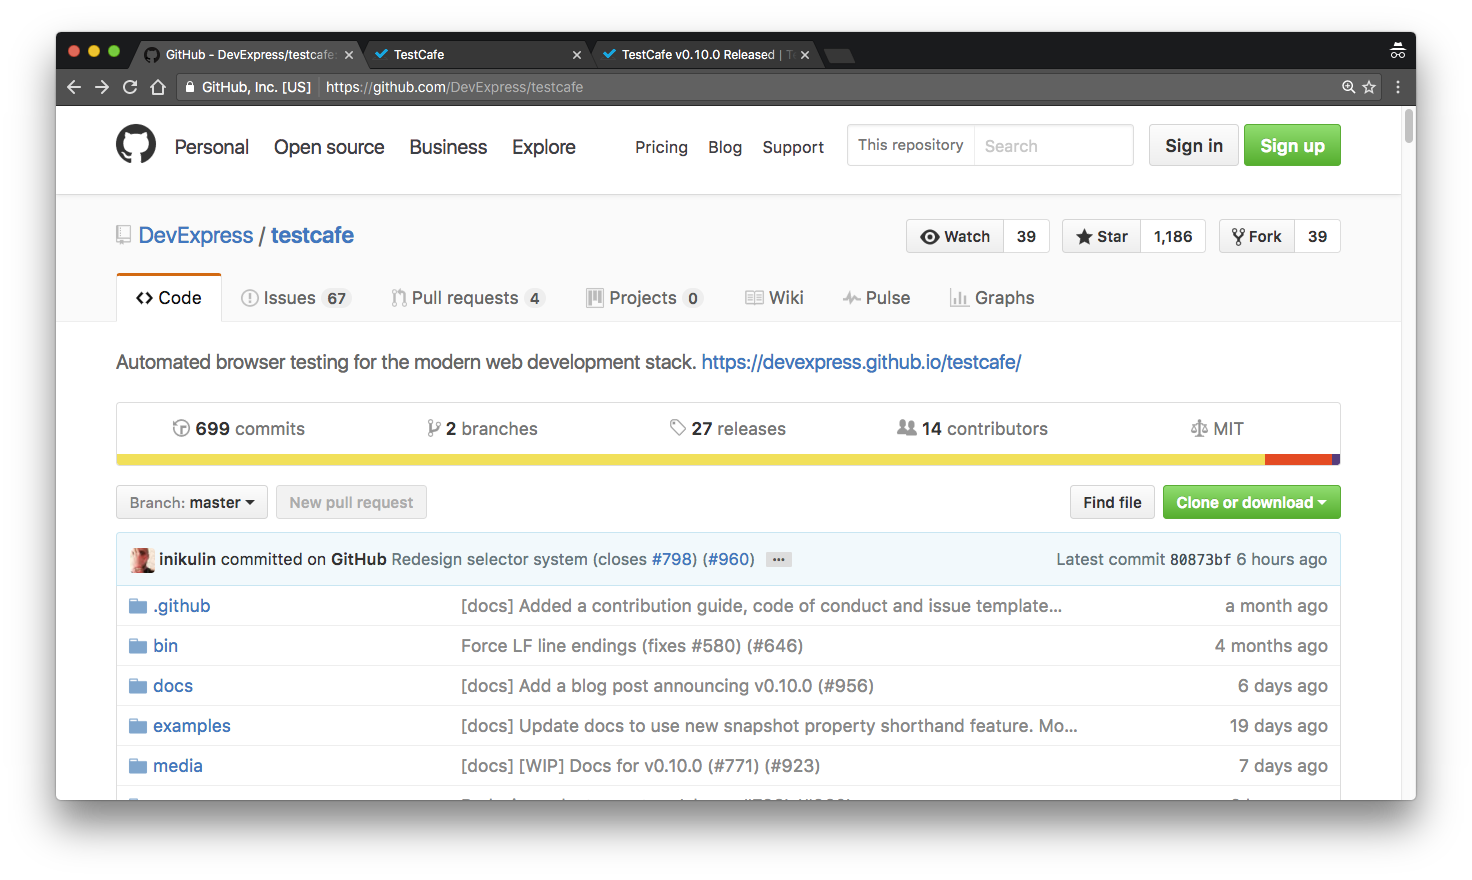 GitHub - DevExpress/testcafe: TestCafe TestCafe v0.10.0 Released |
GitHub, Inc. [US] https://github.com/DevExpress/testcafe
Personal Open source Business Explore Pricing Blog Support This repository Search Sign in Sign up
DevExpress / testcafe Watch 39 Star 1,186 Fork 39
Code Issues 67 Pull requests 4 Projects 0 Wiki Pulse Graphs
Automated browser testing for the modern web development stack. https://devexpress.github.io/testcafe/
699 commits 2 branches 27 releases 14 contributors MIT
Branch: master New pull request Find file Clone or download
inikulin committed on GitHub Redesign selector system (closes #798) (#960) ... Latest commit 80873bf 6 hours ago
.github [docs] Added a contribution guide, code of conduct and issue template... a month ago
bin Force LF line endings (fixes #580) (#646) 4 months ago
docs [docs] Add a blog post announcing v0.10.0 (#956) 6 days ago
examples [docs] Update docs to use new snapshot property shorthand feature. Mo... 19 days ago
media [docs] [WIP] Docs for v0.10.0 (#771) (#923) 7 days ago